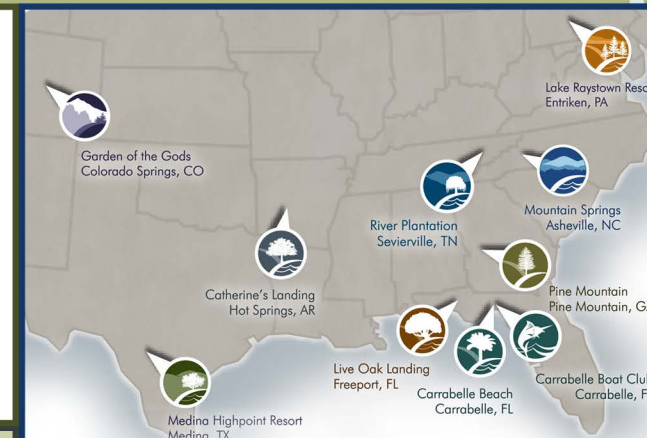 Lake Raystown Reso
Entriken, PA
Garden of the Gods
Colorado Springs, CO
Mountain Springs
Asheville, NC
River Plantation
Sevierville, TN
Catherine's Landing
Hot Springs, AR
Pine Mountain
Pine Mountain, G
Live Oak Landing
Freeport, FL
Carrabelle Beach
Carrabelle, FL
Carrabelle Boat Clu
Carrabelle, F
Medina Highpoint Resort
Medina, TX